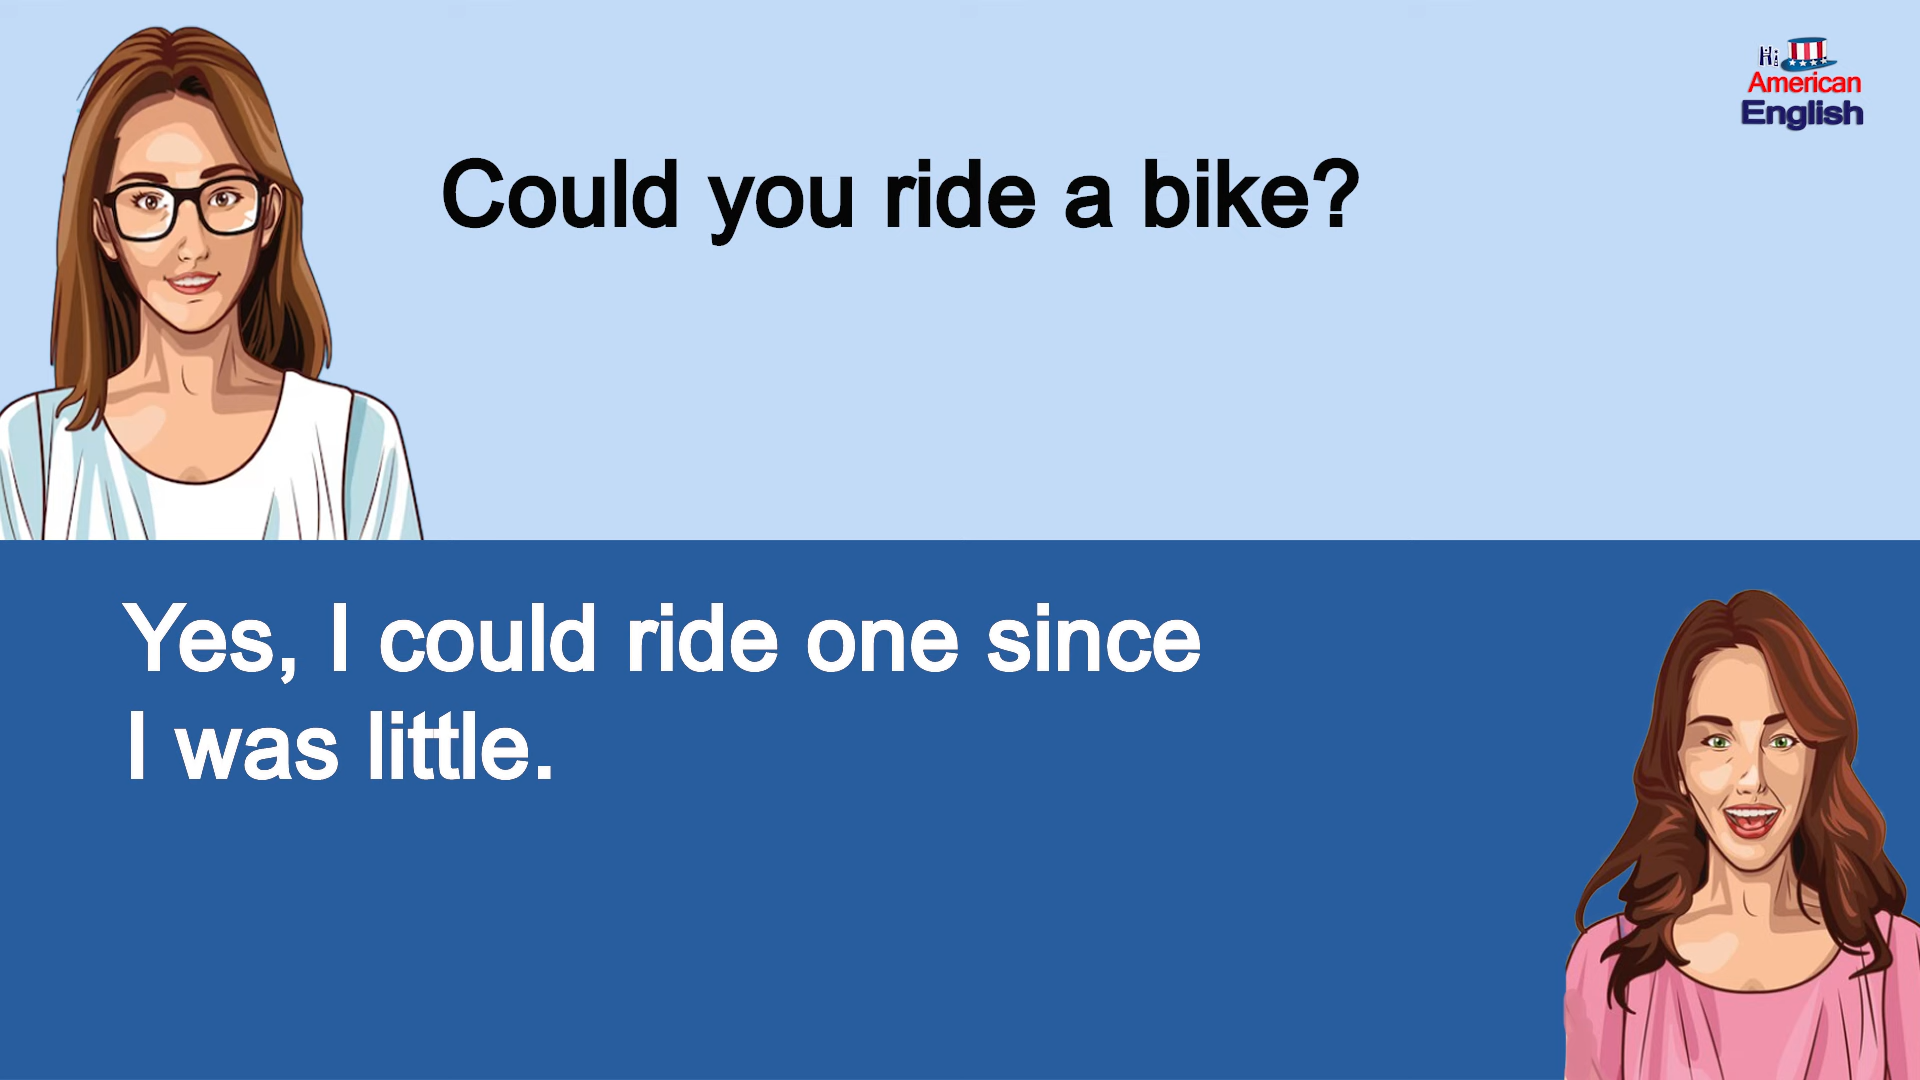 Hi
American
English
Could you ride a bike?
Yes, I could ride one since
I was little.